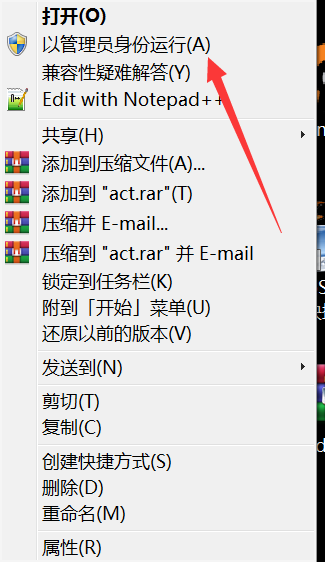 打开(O)
以管理员身份运行(A)
兼容性疑难解答(Y)
Edit with Notepad++
共享(H)
添加到压缩文件(A)...
添加到 "act.rar"(T)
压缩并 E-mail...
压缩到 "act.rar" 并 E-mail
锁定到任务栏(K)
附到「开始」菜单(U)
还原以前的版本(V)
发送到(N)
剪切(T)
复制(C)
创建快捷方式(S)
删除(D)
重命名(M)
属性(R)